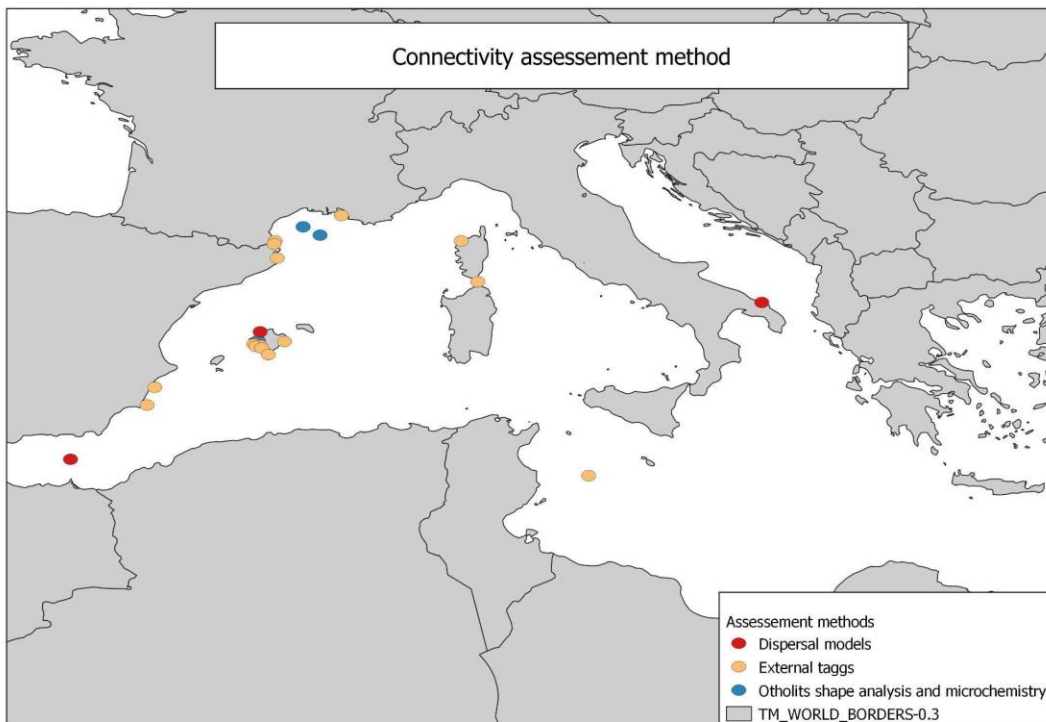 Connectivity assessement method
Assessement methods
Dispersal models
External taggs
Otholits shape analysis and microchemistry
TM_WORLD_BORDERS-0.3